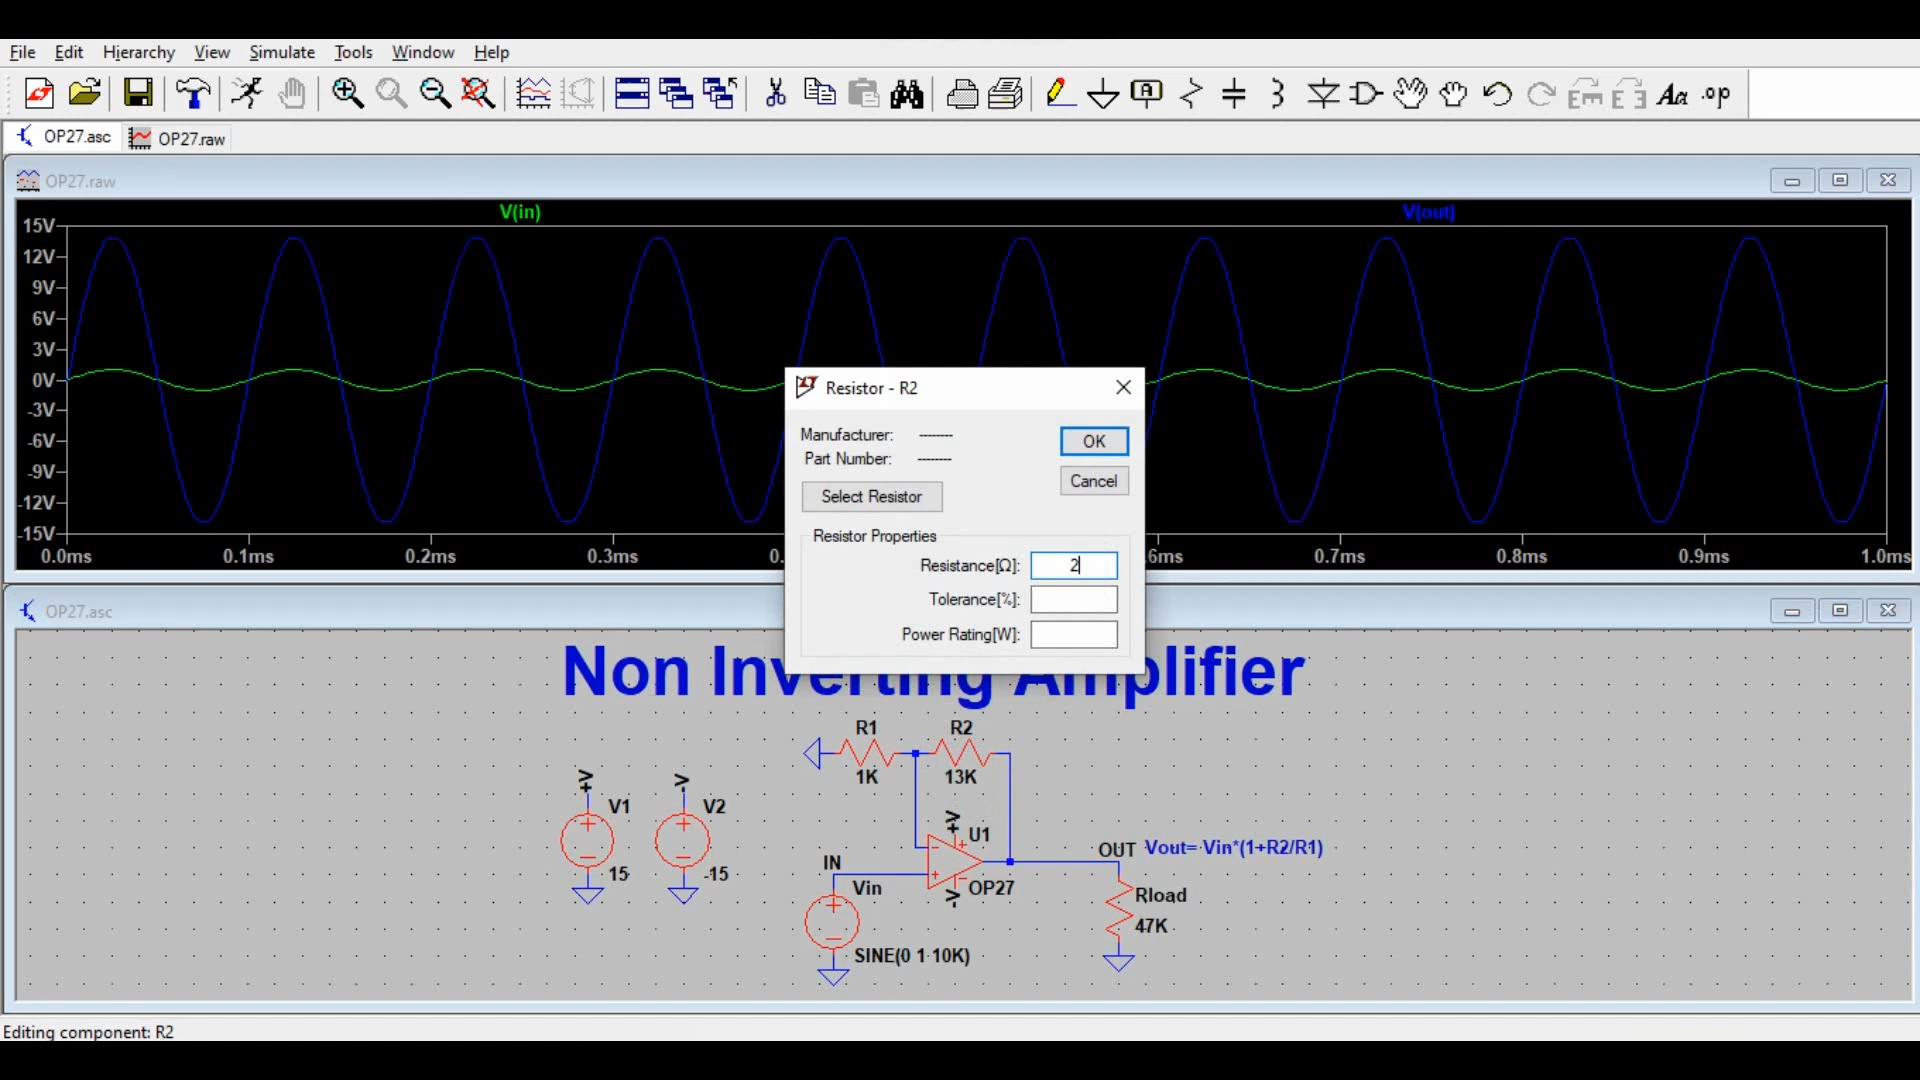 File Edit Hierarchy View Simulate Tools Window Help
A Aa .op
OP27.asc OP27.raw
OP27.raw
V(in) V(out)
15V
12V
9V
6V
3V
0V
-3V
-6V
-9V
-12V
-15V
0.0ms 0.1ms 0.2ms 0.3ms 0. 6ms 0.7ms 0.8ms 0.9ms 1.0ms
Resistor - R2
Manufacturer: --------
Part Number: --------
OK
Cancel
Select Resistor
Resistor Properties
Resistance[Ω]: 2
Tolerance[%]:
Power Rating[W]:
OP27.asc
Non Inverting Amplifier
R1 R2
1K 13K
+V -V
V1 V2
15 -15
+V
U1
OP27
-V
IN
Vin
SINE(0 1 10K)
OUT Vout= Vin*(1+R2/R1)
Rload
47K
Editing component: R2